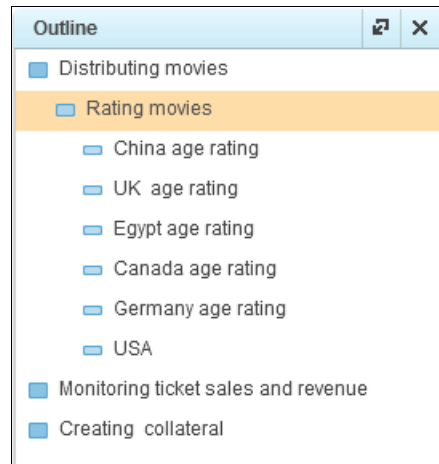 Outline
Distributing movies
Rating movies
China age rating
UK age rating
Egypt age rating
Canada age rating
Germany age rating
USA
Monitoring ticket sales and revenue
Creating collateral